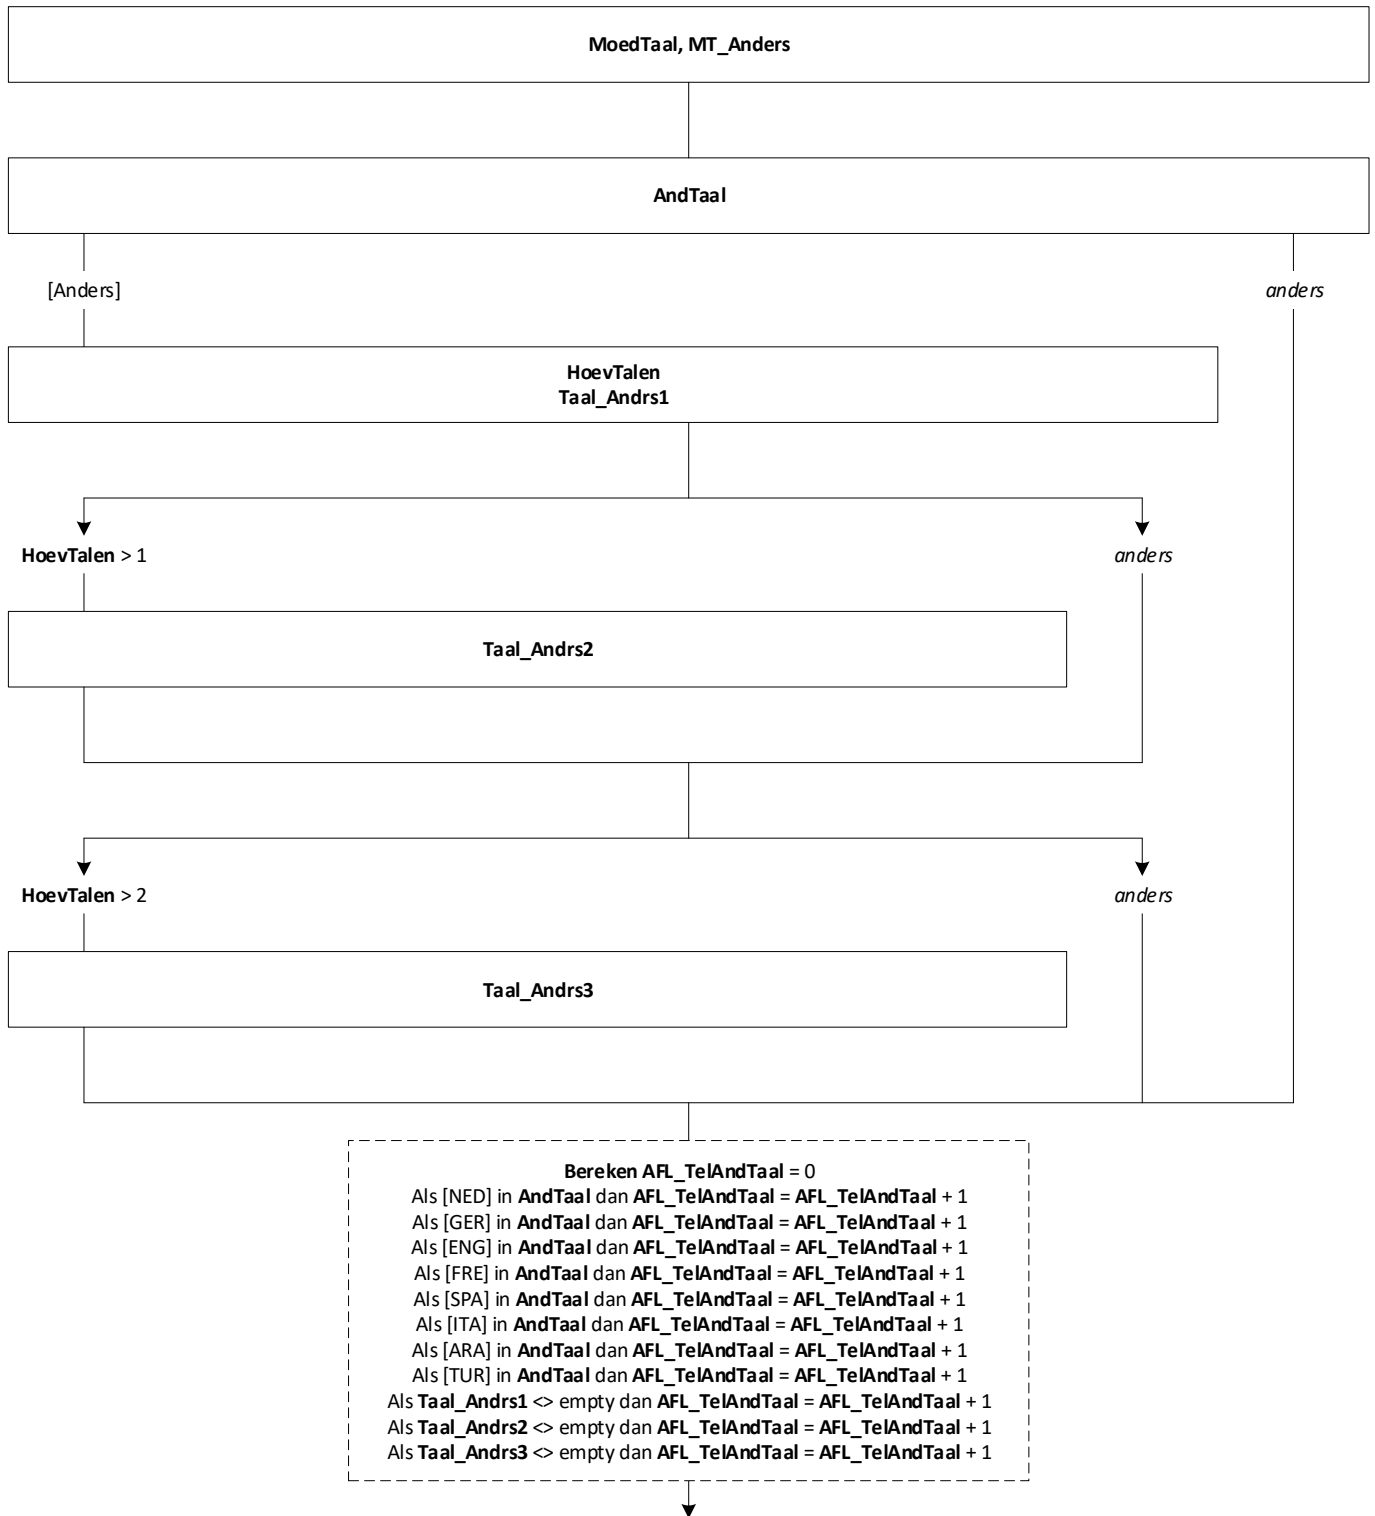 MoedTaal, MT_Anders
AndTaal
[Anders]
anders
HoevTalen
Taal_Andrs1
HoevTalen > 1
anders
Taal_Andrs2
HoevTalen > 2
anders
Taal_Andrs3
Bereken AFL_TelAndTaal = 0
Als [NED] in AndTaal dan AFL_TelAndTaal = AFL_TelAndTaal + 1
Als [GER] in AndTaal dan AFL_TelAndTaal = AFL_TelAndTaal + 1
Als [ENG] in AndTaal dan AFL_TelAndTaal = AFL_TelAndTaal + 1
Als [FRE] in AndTaal dan AFL_TelAndTaal = AFL_TelAndTaal + 1
Als [SPA] in AndTaal dan AFL_TelAndTaal = AFL_TelAndTaal + 1
Als [ITA] in AndTaal dan AFL_TelAndTaal = AFL_TelAndTaal + 1
Als [ARA] in AndTaal dan AFL_TelAndTaal = AFL_TelAndTaal + 1
Als [TUR] in AndTaal dan AFL_TelAndTaal = AFL_TelAndTaal + 1
Als Taal_Andrs1 <> empty dan AFL_TelAndTaal = AFL_TelAndTaal + 1
Als Taal_Andrs2 <> empty dan AFL_TelAndTaal = AFL_TelAndTaal + 1
Als Taal_Andrs3 <> empty dan AFL_TelAndTaal = AFL_TelAndTaal + 1